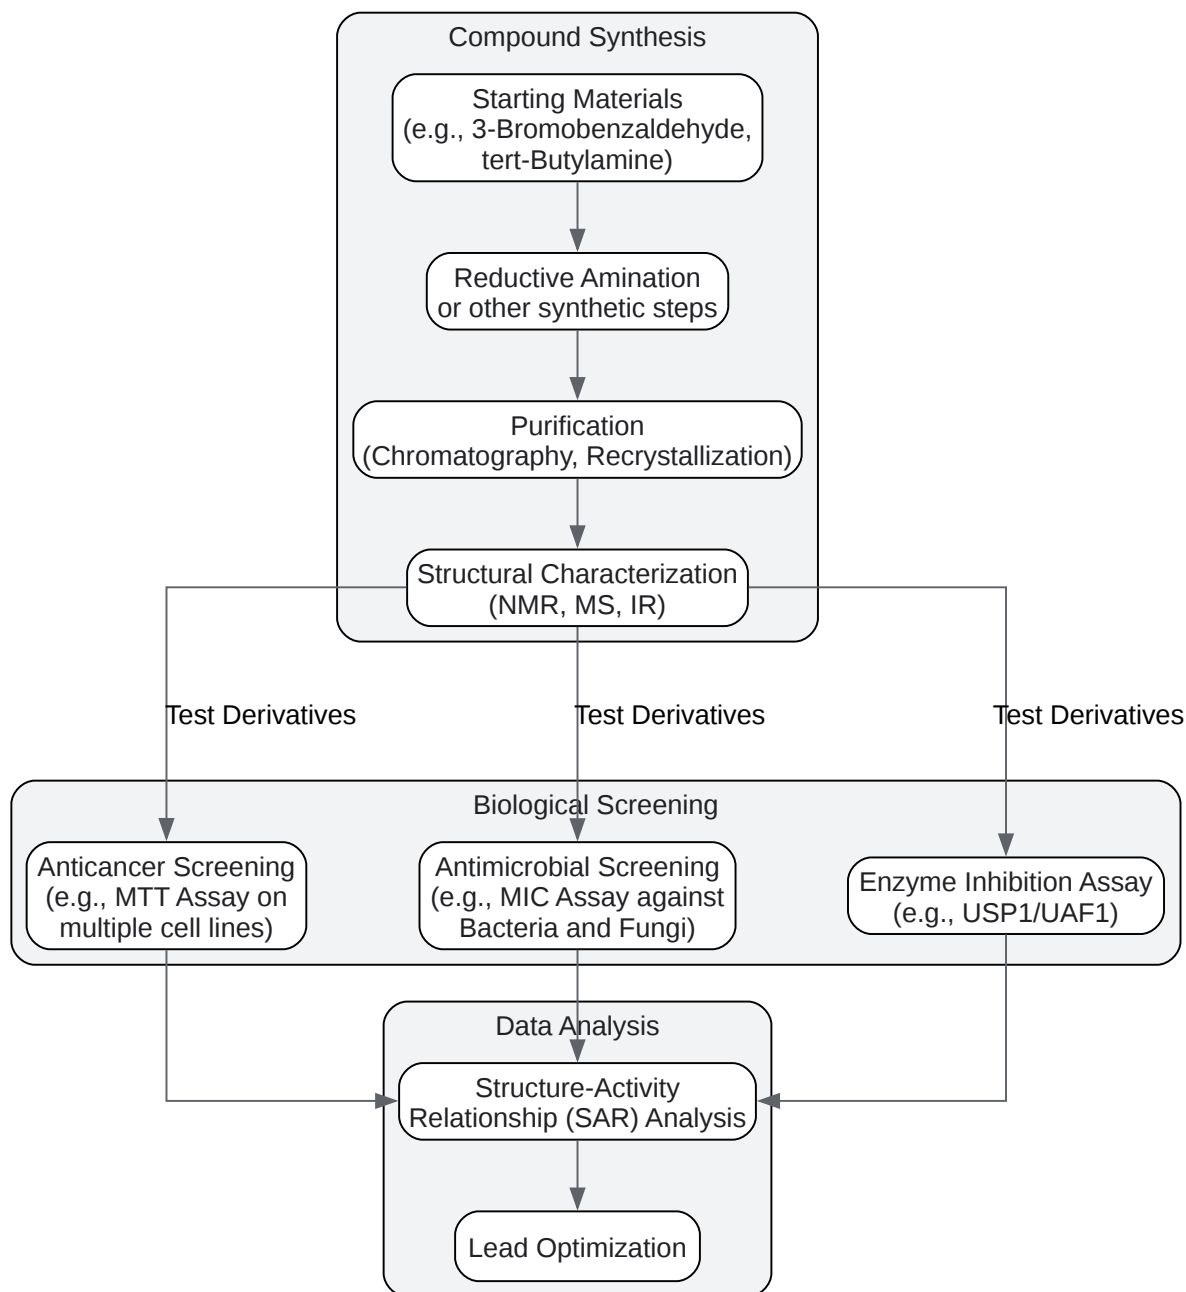 Compound Synthesis
Starting Materials
(e.g., 3-Bromobenzaldehyde,
tert-Butylamine)
Reductive Amination
or other synthetic steps
Purification
(Chromatography, Recrystallization)
Structural Characterization
(NMR, MS, IR)
Test Derivatives
Test Derivatives
Test Derivatives
Biological Screening
Anticancer Screening
(e.g., MTT Assay on
multiple cell lines)
Antimicrobial Screening
(e.g., MIC Assay against
Bacteria and Fungi)
Enzyme Inhibition Assay
(e.g., USP1/UAF1)
Data Analysis
Structure-Activity
Relationship (SAR) Analysis
Lead Optimization